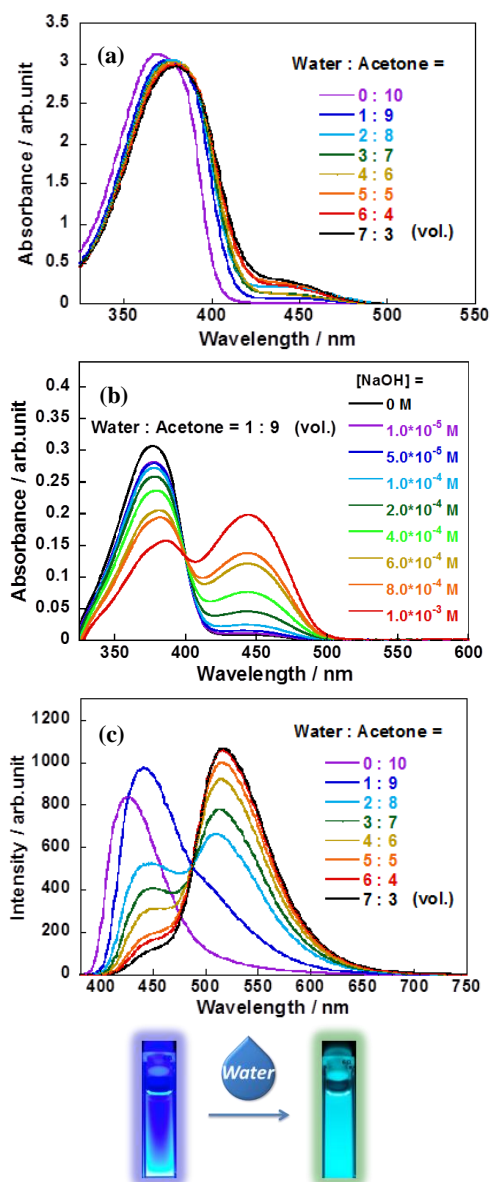 (a)
Water : Acetone =
0 : 10
1 : 9
2 : 8
3 : 7
4 : 6
5 : 5
6 : 4
7 : 3 (vol.)
Absorbance / arb.unit
3.5
3
2.5
2
1.5
1
0.5
0
350 400 450 500 550
Wavelength / nm
(b)
[NaOH] =
Water : Acetone = 1 : 9 (vol.)
0 M
1.0*10-5 M
5.0*10-5 M
1.0*10-4 M
2.0*10-4 M
4.0*10-4 M
6.0*10-4 M
8.0*10-4 M
1.0*10-3 M
Absorbance / arb.unit
0.4
0.35
0.3
0.25
0.2
0.15
0.1
0.05
0
350 400 450 500 550 600
Wavelength / nm
(c)
Water : Acetone =
0 : 10
1 : 9
2 : 8
3 : 7
4 : 6
5 : 5
6 : 4
7 : 3 (vol.)
Intensity / arb.unit
1200
1000
800
600
400
200
0
400 450 500 550 600 650 700 750
Wavelength / nm
Water